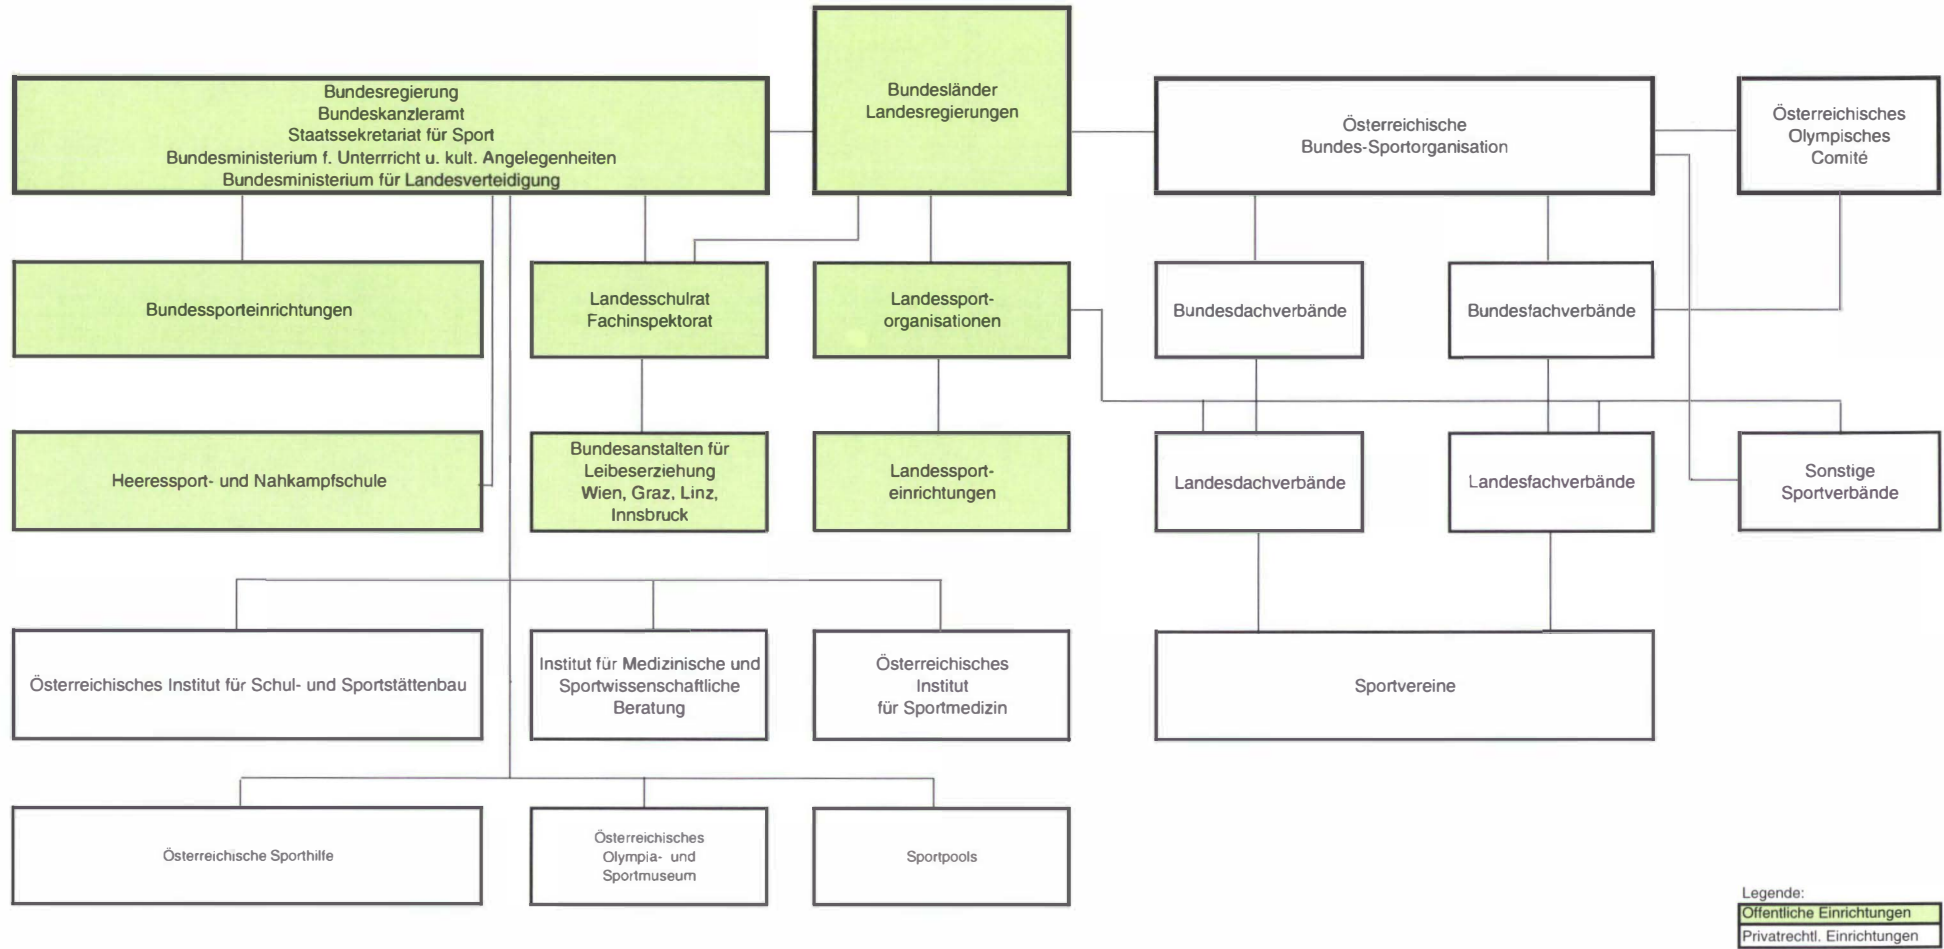 Bundesregierung
Bundeskanzleramt
Staatssekretariat für Sport
Bundesministerium f. Unterrricht u. kult. Angelegenheiten
Bundesministerium für Landesverteidigung
Bundesländer
Landesregierungen
Österreichische
Bundes-Sportorganisation
Österreichisches
Olympisches
Comité
Bundessporteinrichtungen
Landesschulrat
Fachinspektorat
Landessport-
organisationen
Bundesdachverbände
Bundesfachverbände
Heeressport- und Nahkampfschule
Bundesanstalten für
Leibeserziehung
Wien, Graz, Linz,
Innsbruck
Landessport-
einrichtungen
Landesdachverbände
Landesfachverbände
Sonstige
Sportverbände
Österreichisches Institut für Schul- und Sportstättenbau
Institut für Medizinische und
Sportwissenschaftliche
Beratung
Österreichisches
Institut
für Sportmedizin
Sportvereine
Österreichische Sporthilfe
Österreichisches
Olympia- und
Sportmuseum
Sportpools
Legende:
Öffentliche Einrichtungen
Privatrechtl. Einrichtungen